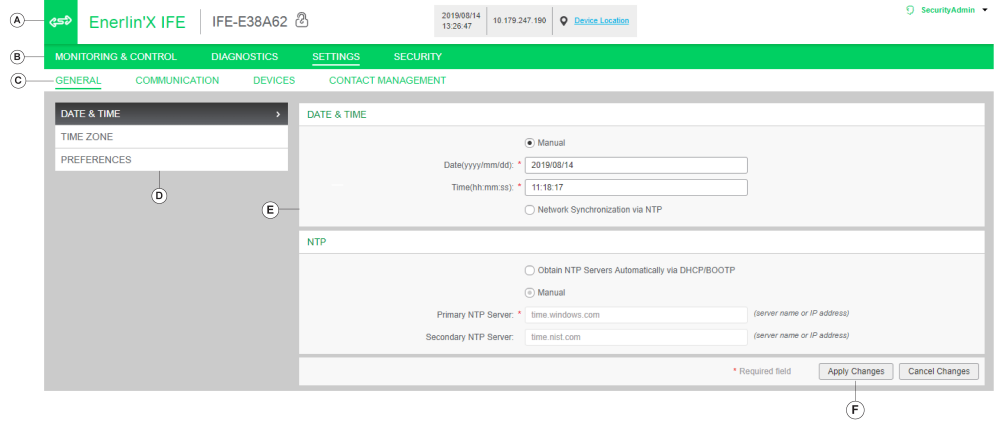 A
Enerlin'X IFE
IFE-E38A62
2019/08/14
13:26:47
10.179.247.190
Device Location
SecurityAdmin
B
MONITORING & CONTROL DIAGNOSTICS SETTINGS SECURITY
C
GENERAL COMMUNICATION DEVICES CONTACT MANAGEMENT
DATE & TIME
TIME ZONE
PREFERENCES
D
DATE & TIME
Manual
Date(yyyy/mm/dd): * 2019/08/14
Time(hh:mm:ss): * 11:18:17
E
Network Synchronization via NTP
NTP
Obtain NTP Servers Automatically via DHCP/BOOTP
Manual
Primary NTP Server: * time.windows.com (server name or IP address)
Secondary NTP Server: time.nist.com (server name or IP address)
* Required field Apply Changes Cancel Changes
F